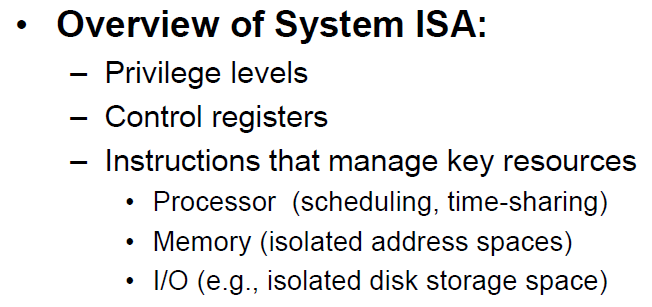 • Overview of System ISA:
– Privilege levels
– Control registers
– Instructions that manage key resources
• Processor (scheduling, time-sharing)
• Memory (isolated address spaces)
• I/O (e.g., isolated disk storage space)